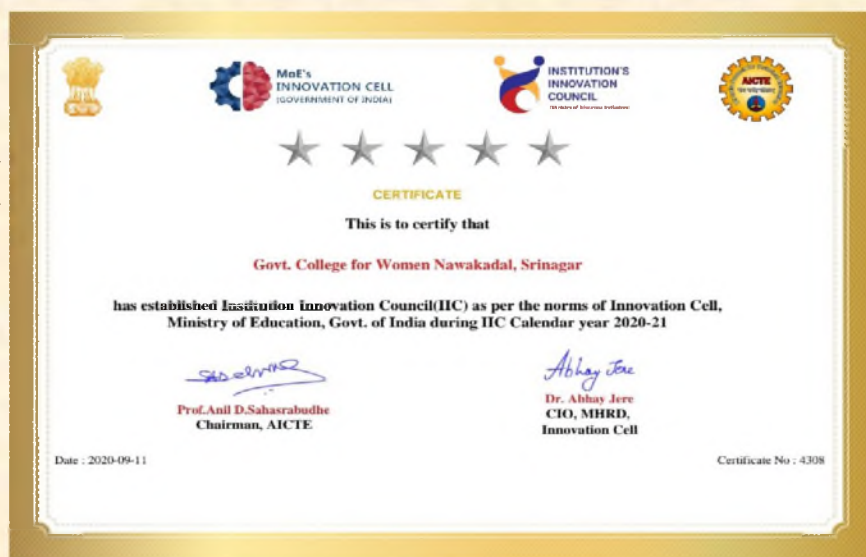 MoE's
INNOVATION CELL
(GOVERNMENT OF INDIA)
INSTITUTION'S
INNOVATION
COUNCIL
AICTE
CERTIFICATE
This is to certify that
Govt. College for Women Nawakadal, Srinagar
has established Institution Innovation Council(IIC) as per the norms of Innovation Cell,
Ministry of Education, Govt. of India during IIC Calendar year 2020-21
Abhay Jere
Prof.Anil D.Sahasrabudhe
Chairman, AICTE
Dr. Abhay Jere
CIO, MHRD,
Innovation Cell
Date : 2020-09-11
Certificate No : 4308